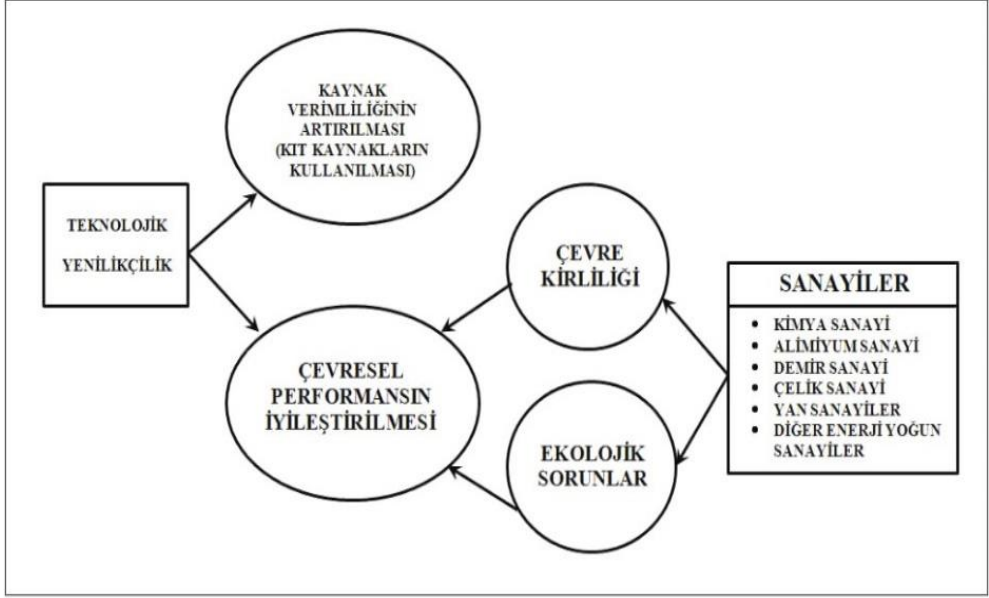 KAYNAK
VERİMLİLİĞİNİN
ARTIRILMASI
(KIT KAYNAKLARIN
KULLANILMASI)
TEKNOLOJİK
YENİLİKÇİLİK
ÇEVRESEL
PERFORMANSIN
İYİLEŞTİRİLMESİ
ÇEVRE
KİRLİLİĞİ
EKOLOJİK
SORUNLAR
SANAYİLER
• KİMYA SANAYİ
• ALİMİYUM SANAYİ
• DEMİR SANAYİ
• ÇELİK SANAYİ
• YAN SANAYİLER
• DİĞER ENERJİ YOĞUN
SANAYİLER